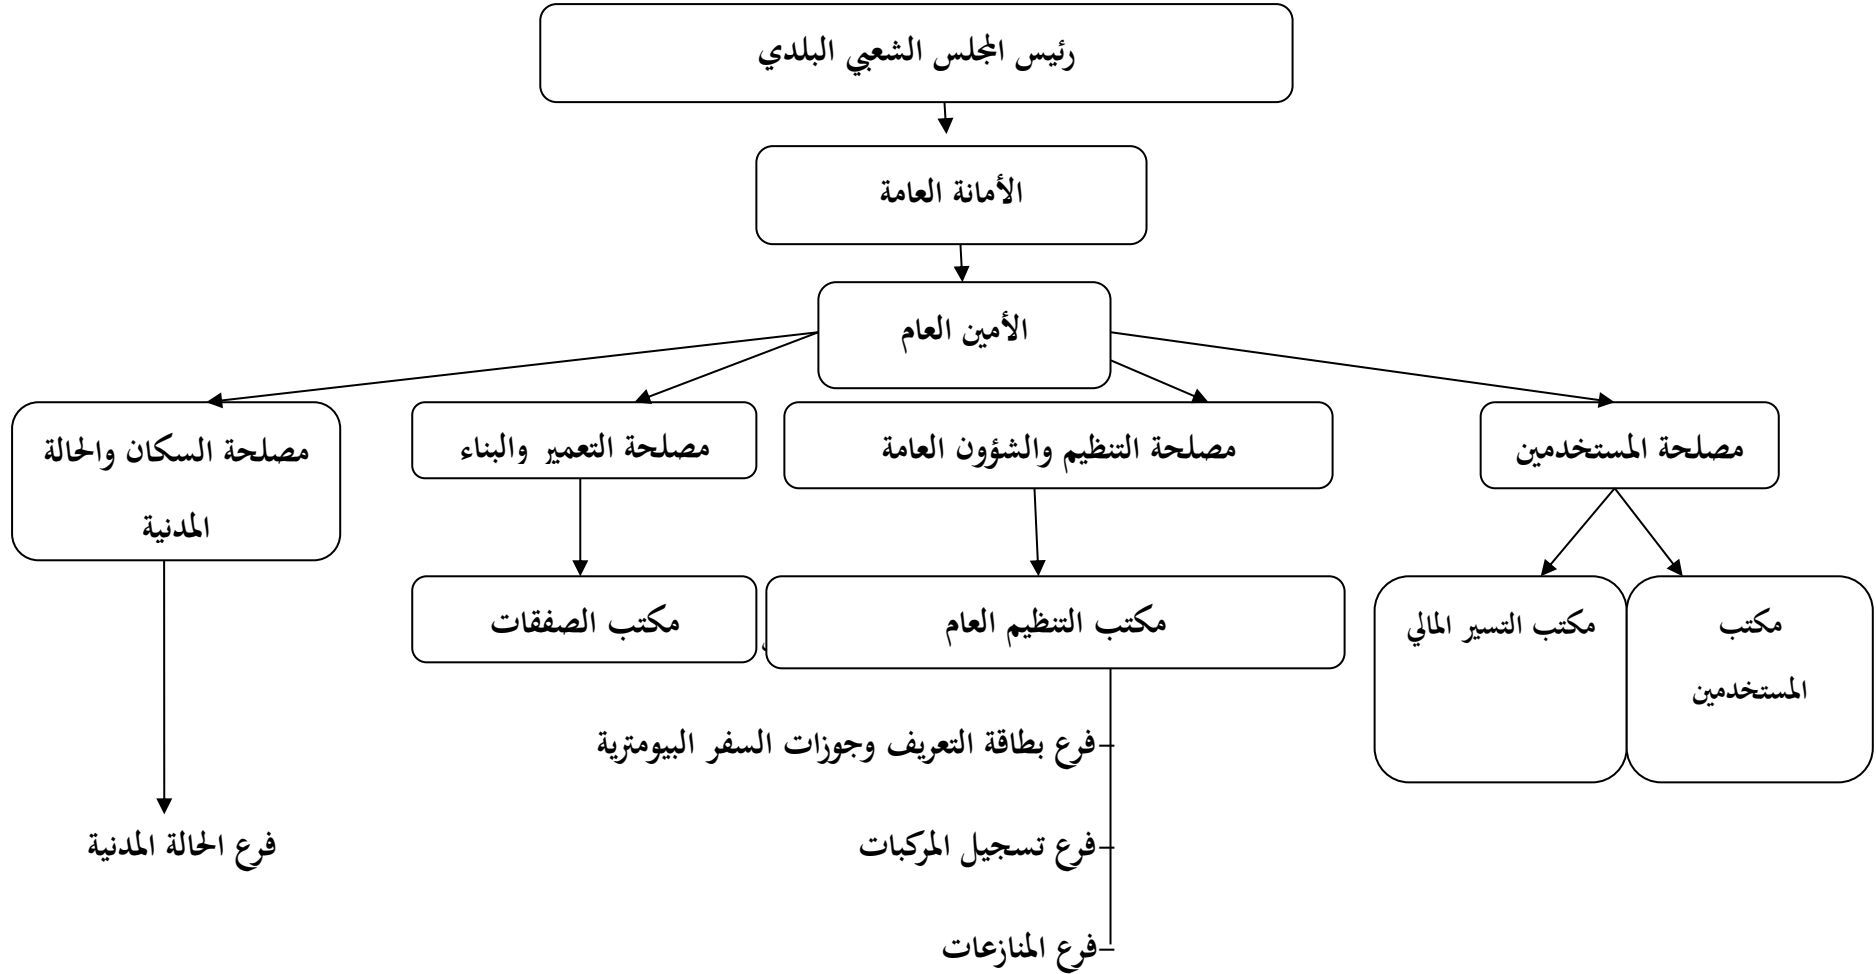 رئيس المجلس الشعبي البلدي
الأمانة العامة
الأمين العام
مصلحة المستخدمين
مصلحة التنظيم والشؤون العامة
مصلحة التعمير والبناء
مصلحة السكان والحالة
المدنية
مكتب
المستخدمين
مكتب التسير المالي
مكتب التنظيم العام
مكتب الصفقات
فرع بطاقة التعريف وجوزات السفر البيومترية
فرع تسجيل المركبات
فرع المنازعات
فرع الحالة المدنية